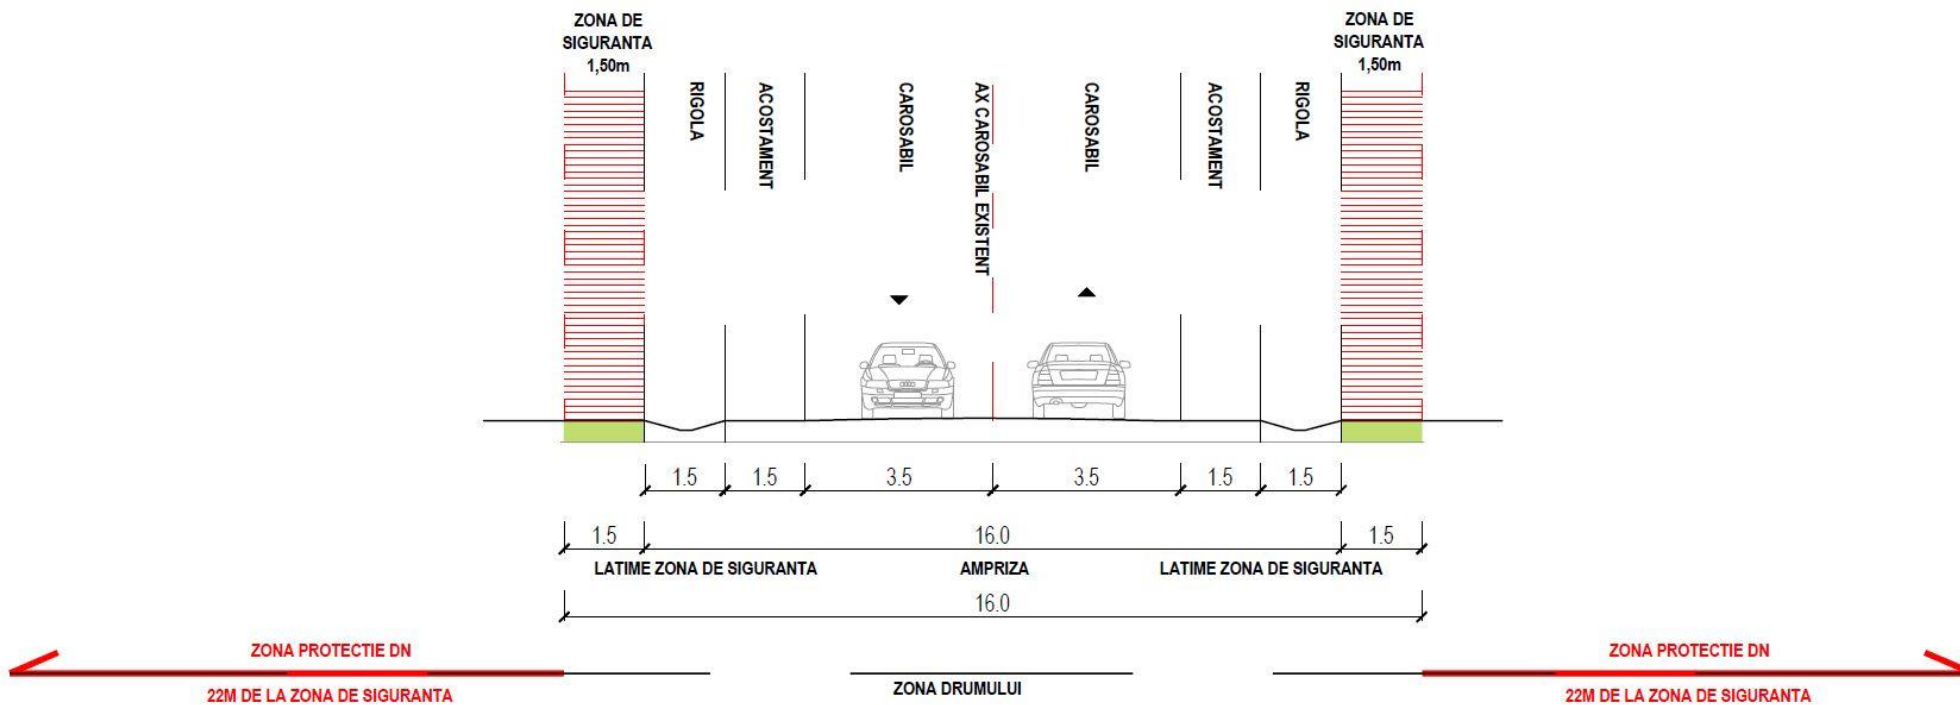 ZONA DE
SIGURANTA
1,50m
ZONA DE
SIGURANTA
1,50m
RIGOLA
ACOSTAMENT
CAROSABIL
AX CAROSABIL EXISTENT
CAROSABIL
ACOSTAMENT
RIGOLA
1.5 1.5 3.5 3.5 1.5 1.5
1.5 16.0 1.5
LATIME ZONA DE SIGURANTA AMPRIZA LATIME ZONA DE SIGURANTA
16.0
ZONA PROTECTIE DN
22M DE LA ZONA DE SIGURANTA
ZONA DRUMULUI
ZONA PROTECTIE DN
22M DE LA ZONA DE SIGURANTA